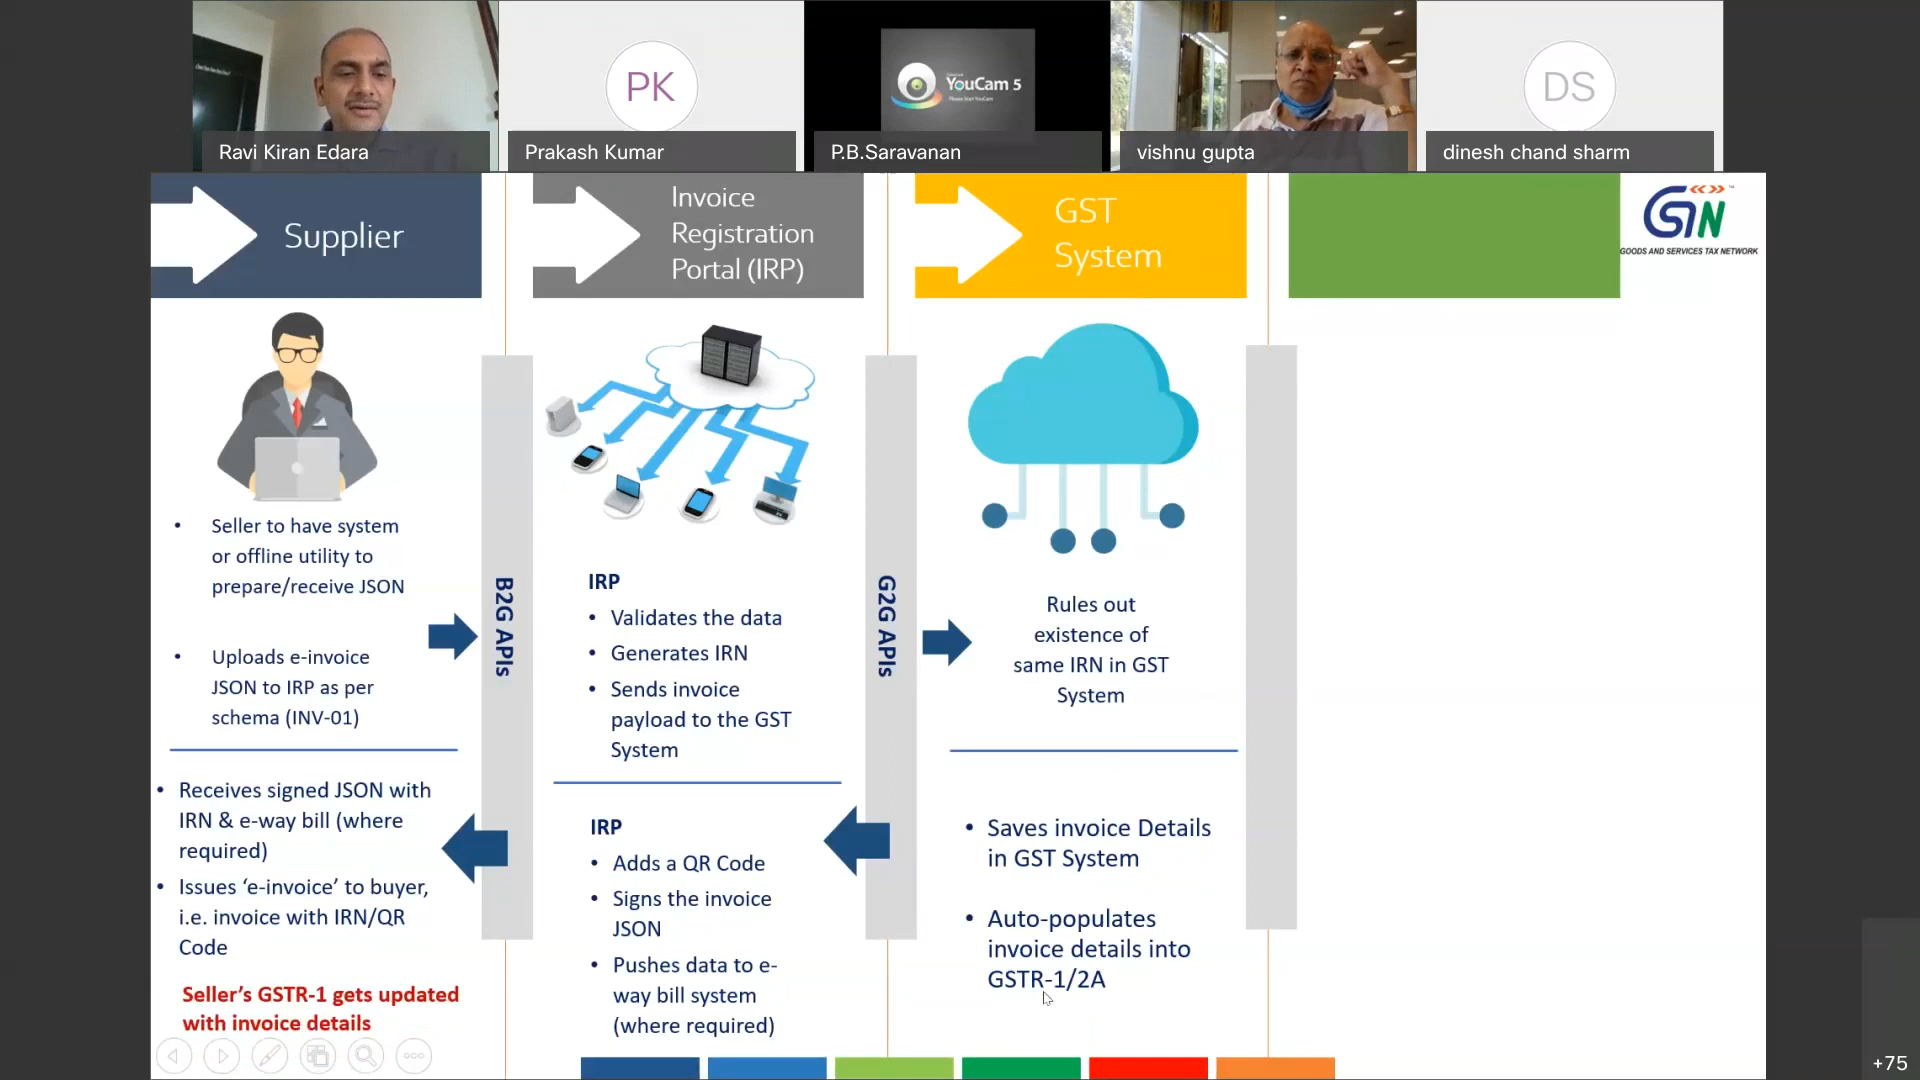 PK
YouCam 5
DS
Ravi Kiran Edara
Prakash Kumar
P.B.Saravanan
vishnu gupta
dinesh chand sharm
Supplier
Invoice
Registration
Portal (IRP)
GST
System
GSTN
GOODS AND SERVICES TAX NETWORK
• Seller to have system
or offline utility to
prepare/receive JSON
• Uploads e-invoice
JSON to IRP as per
schema (INV-01)
• Receives signed JSON with
IRN & e-way bill (where
required)
• Issues ‘e-invoice’ to buyer,
i.e. invoice with IRN/QR
Code
Seller’s GSTR-1 gets updated
with invoice details
B2G APIs
IRP
• Validates the data
• Generates IRN
• Sends invoice
payload to the GST
System
IRP
• Adds a QR Code
• Signs the invoice
JSON
• Pushes data to e-
way bill system
(where required)
G2G APIs
Rules out
existence of
same IRN in GST
System
• Saves invoice Details
in GST System
• Auto-populates
invoice details into
GSTR-1/2A
+75